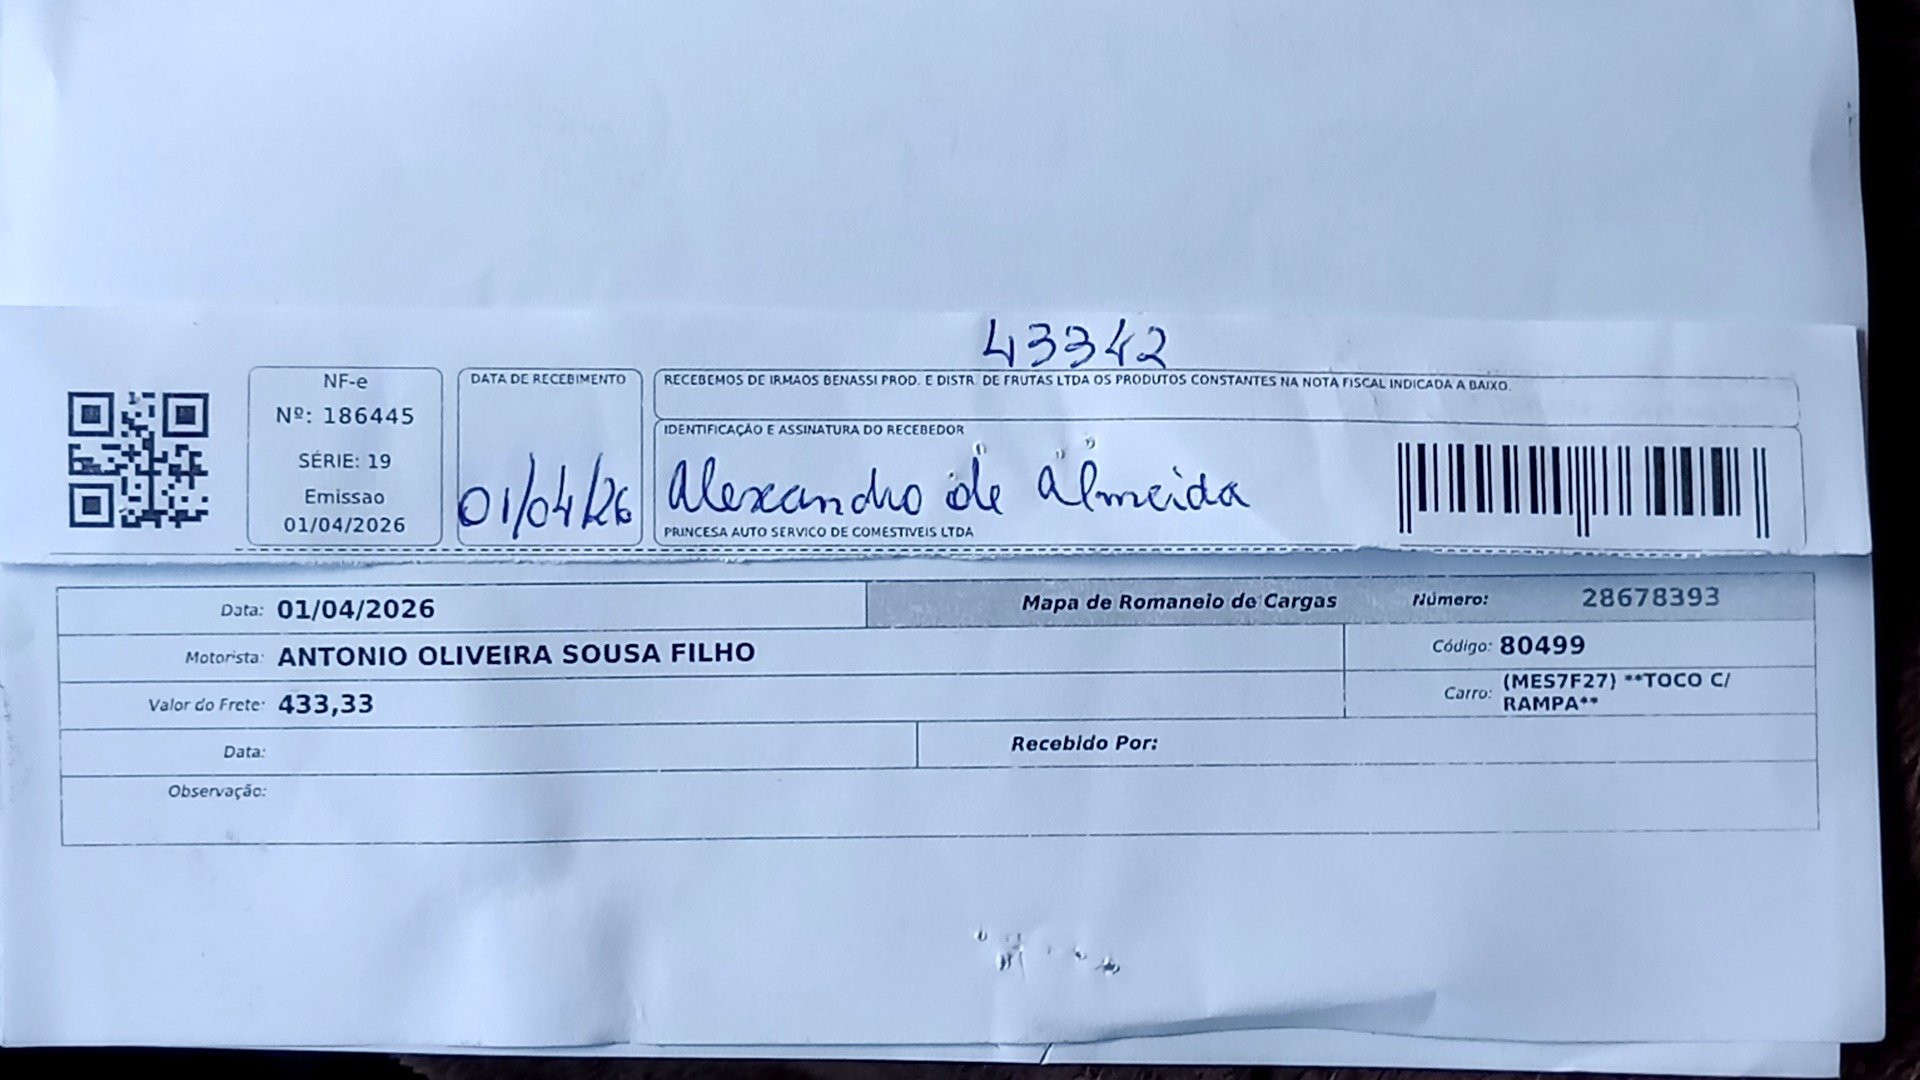 43342
NF-e
Nº: 186445
SÉRIE: 19
Emissao
01/04/2026
DATA DE RECEBIMENTO
01/04/26
RECEBEMOS DE IRMAOS BENASSI PROD. E DISTR. DE FRUTAS LTDA OS PRODUTOS CONSTANTES NA NOTA FISCAL INDICADA A BAIXO.
IDENTIFICAÇÃO E ASSINATURA DO RECEBEDOR
Alexandro de Almeida
PRINCESA AUTO SERVICO DE COMESTIVEIS LTDA
Data: 01/04/2026
Mapa de Romaneio de Cargas Número: 28678393
Motorista: ANTONIO OLIVEIRA SOUSA FILHO
Código: 80499
Valor do Frete: 433,33
Carro: (MES7F27) **TOCO C/
RAMPA**
Data:
Recebido Por:
Observação: